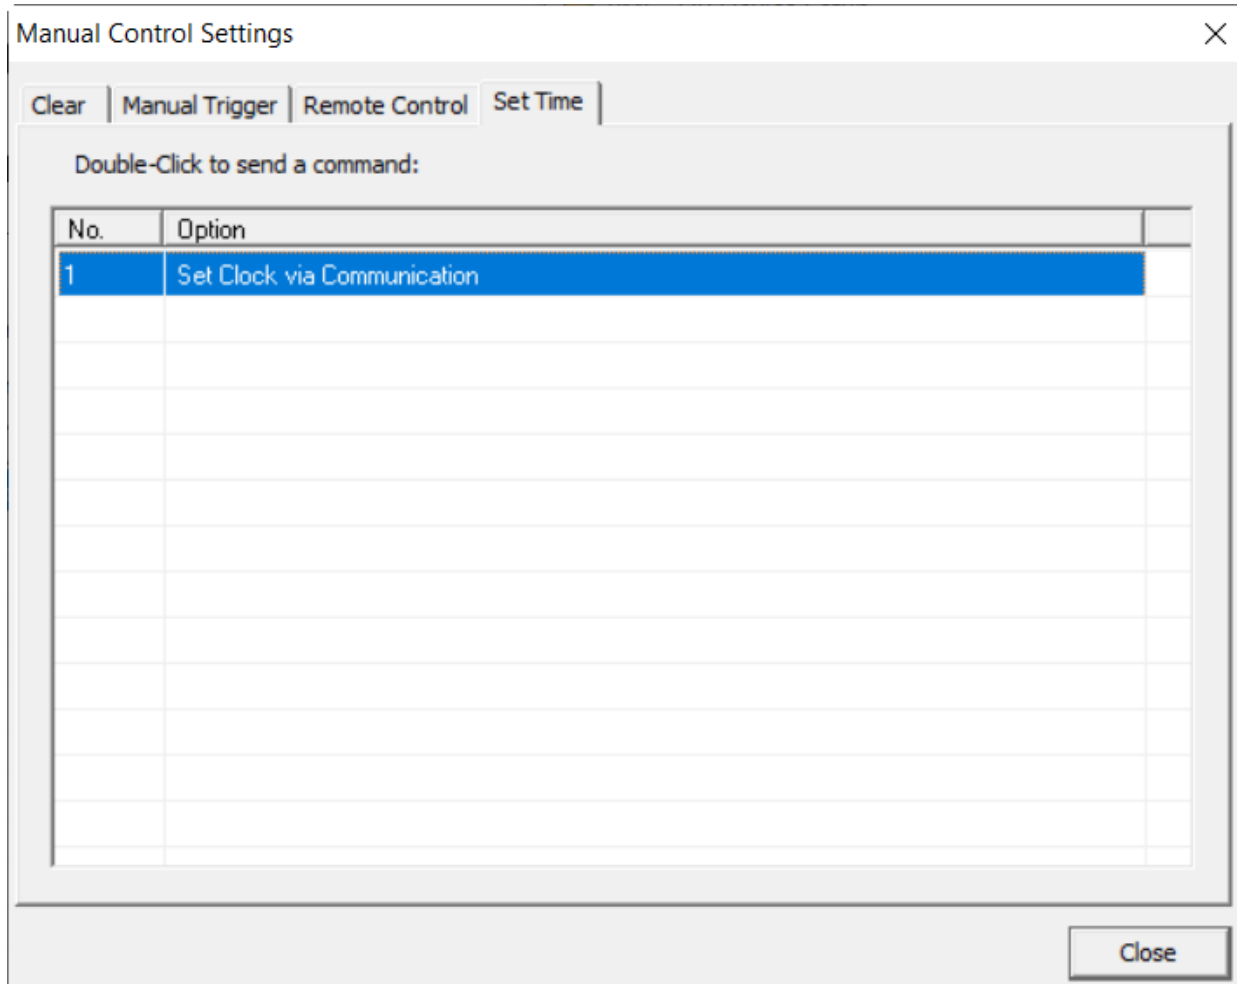 Manual Control Settings
Clear Manual Trigger Remote Control Set Time
Double-Click to send a command:
No. Option
1 Set Clock via Communication
Close